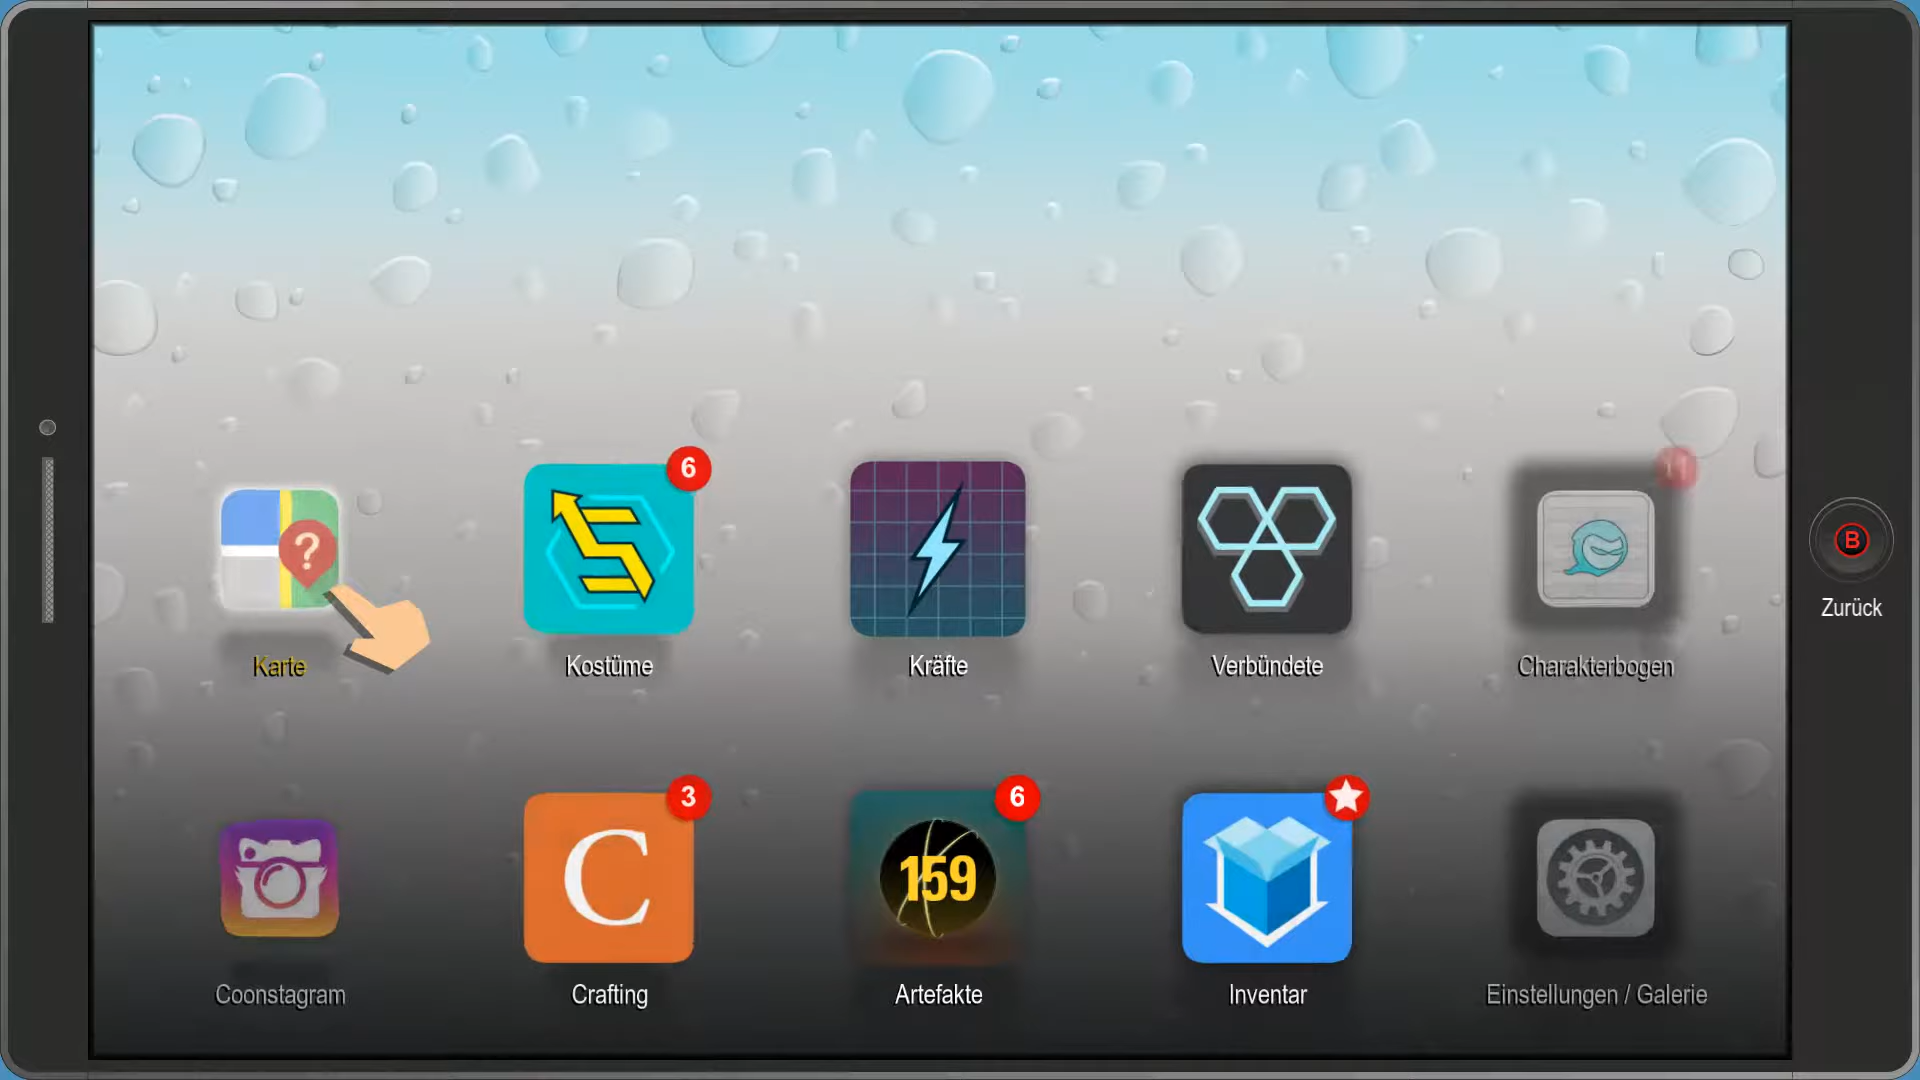 6
?
Karte
Kostüme
Kräfte
Verbündete
Charakterbogen
B
Zurück
3
6
C
159
Coonstagram
Crafting
Artefakte
Inventar
Einstellungen / Galerie